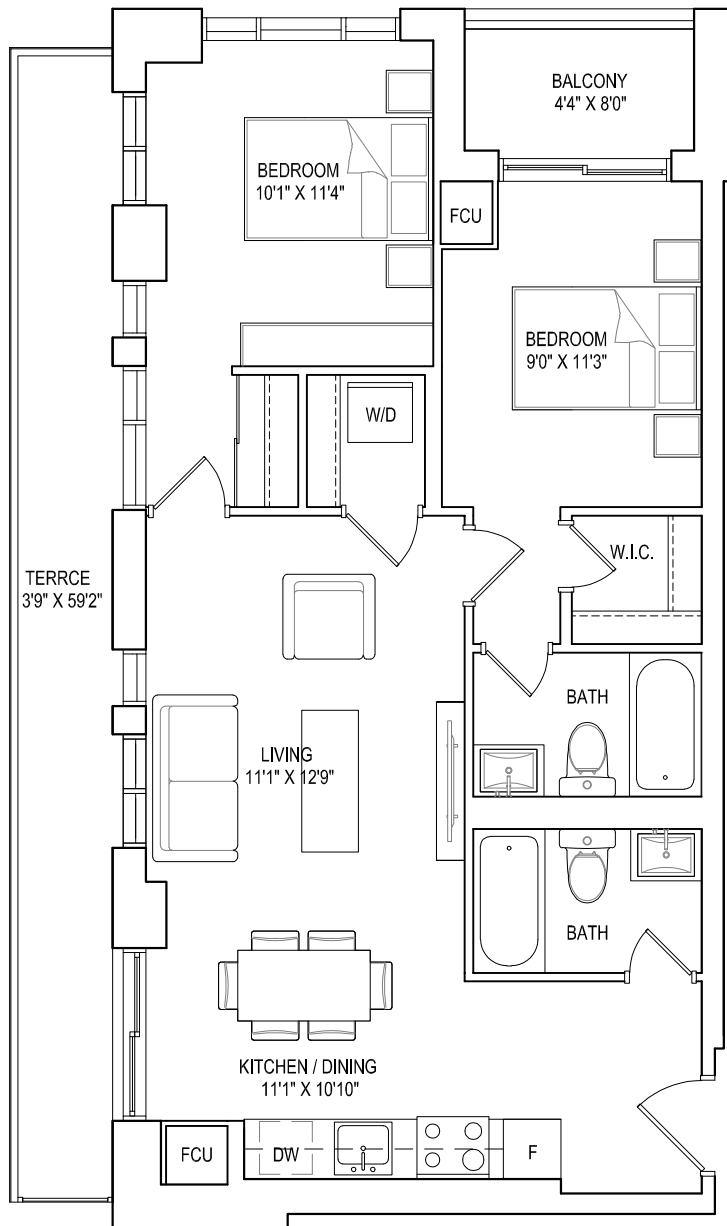 BALCONY
4'4" X 8'0"
BEDROOM
10'1" X 11'4"
FCU
BEDROOM
9'0" X 11'3"
W/D
W.I.C.
TERRCE
3'9" X 59'2"
BATH
LIVING
11'1" X 12'9"
BATH
KITCHEN / DINING
11'1" X 10'10"
FCU
DW
F